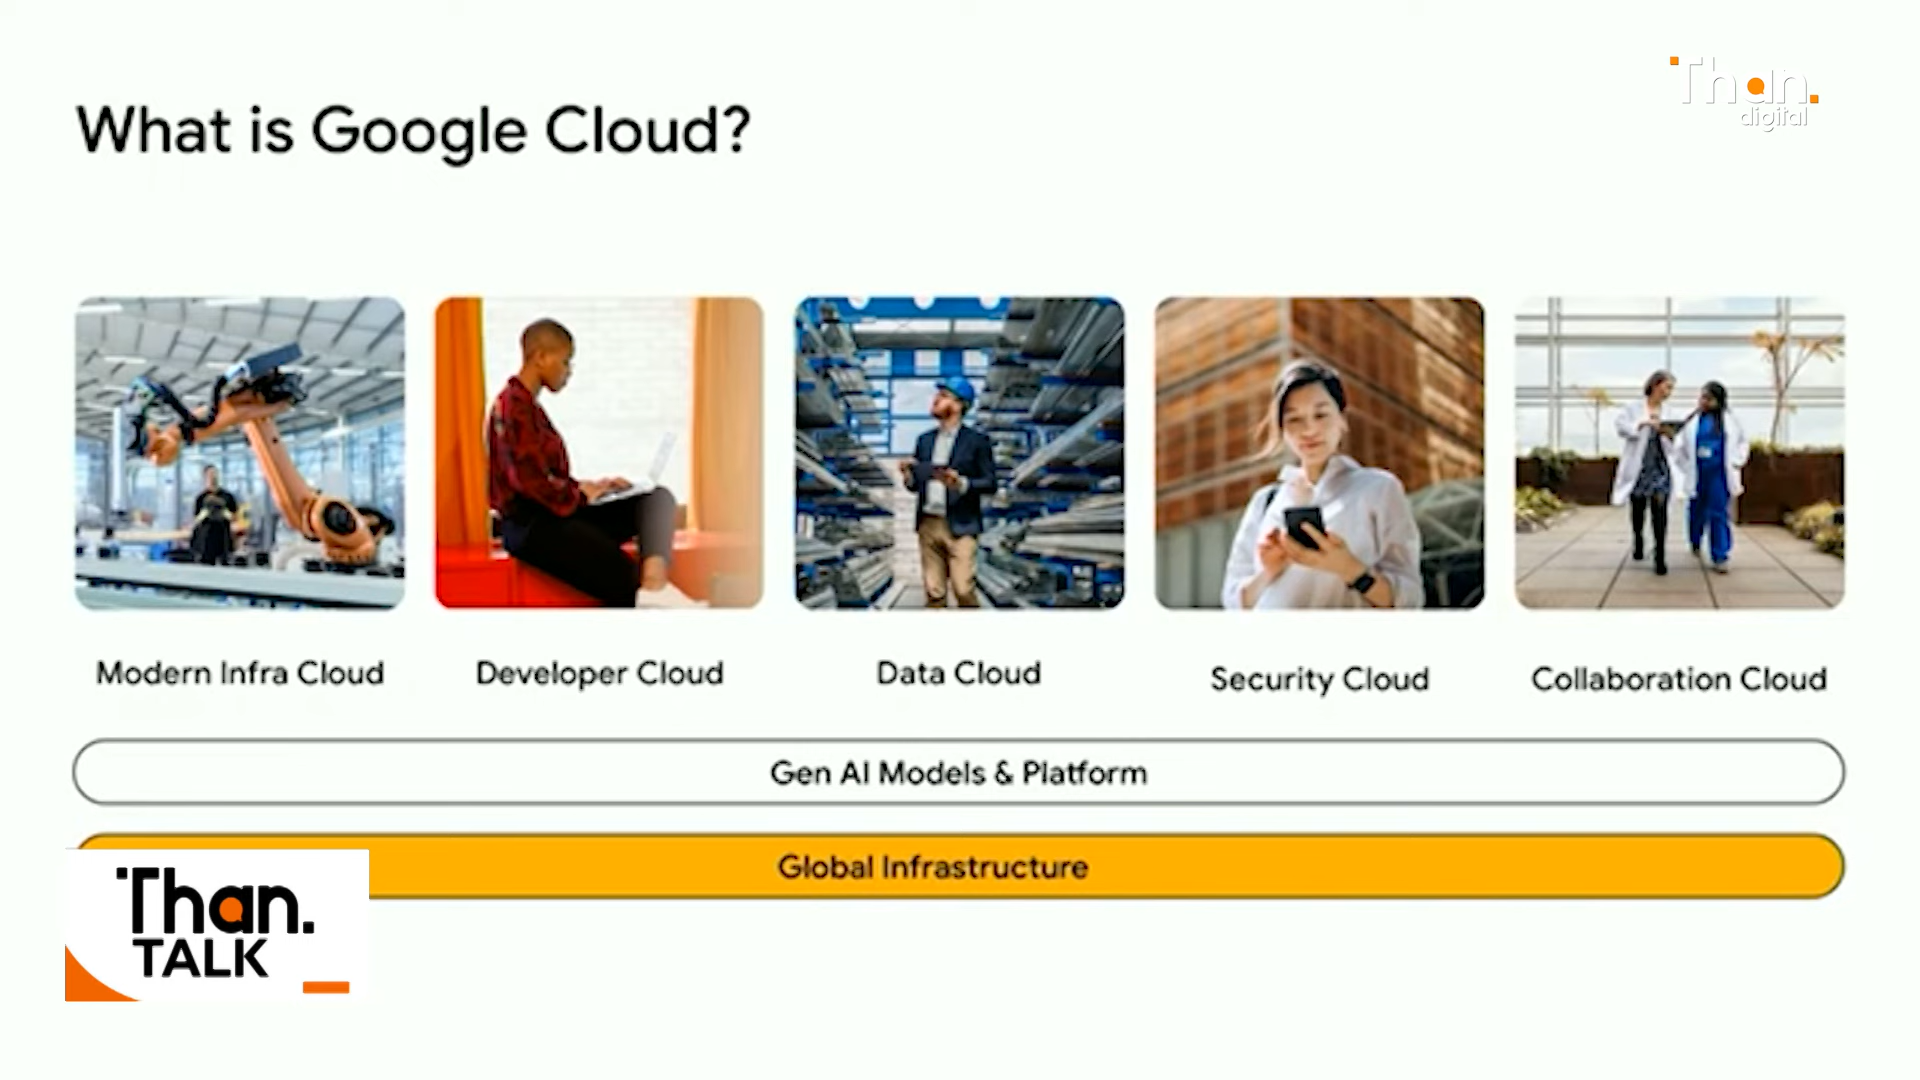 Than.
digital
What is Google Cloud?
Modern Infra Cloud
Developer Cloud
Data Cloud
Security Cloud
Collaboration Cloud
Gen AI Models & Platform
Global Infrastructure
Than.
TALK